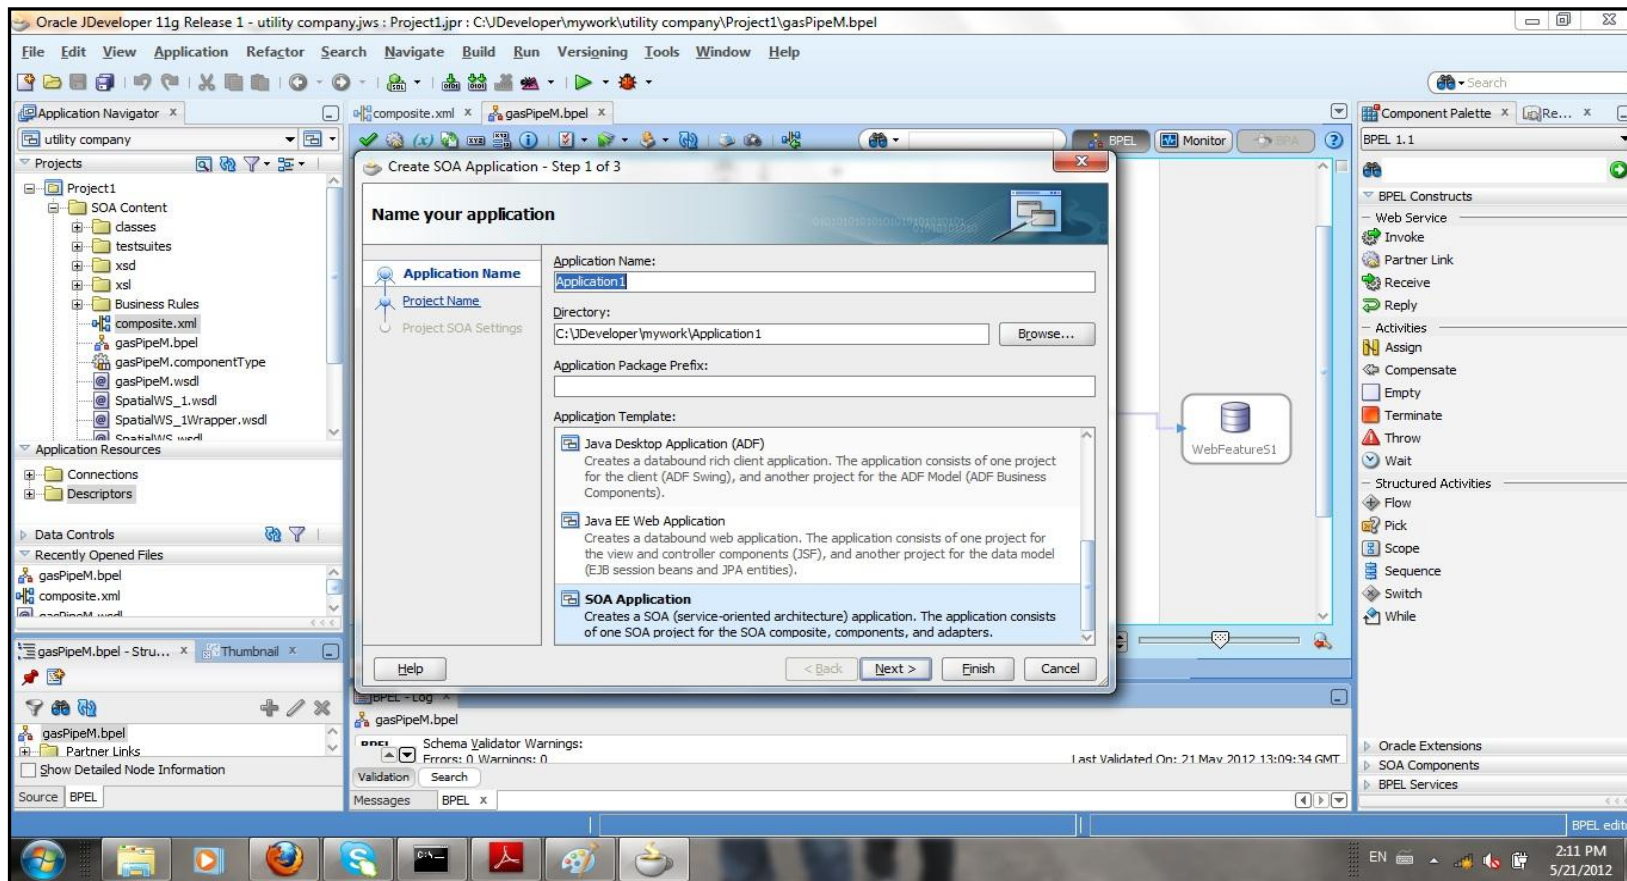 Oracle JDeveloper 11g Release 1 - utility company.jws : Project1.jpr : C:\JDeveloper\mywork\utility company\Project1\gasPipeM.bpel
File Edit View Application Refactor Search Navigate Build Run Versioning Tools Window Help
Search
Application Navigator
composite.xml
gasPipeM.bpel
Component Palette
Re...
utility company
BPEL
Monitor
BPA
BPEL 1.1
Projects
Project1
SOA Content
classes
testsuites
xsd
xsl
Business Rules
composite.xml
gasPipeM.bpel
gasPipeM.componentType
gasPipeM.wsdl
SpatialWS_1.wsdl
SpatialWS_1Wrapper.wsdl
SpatialWS.wsdl
Application Resources
Connections
Descriptors
Data Controls
Recently Opened Files
gasPipeM.bpel
composite.xml
gasPipeM.wsdl
gasPipeM.bpel - Stru...
Thumbnail
gasPipeM.bpel
Partner Links
Show Detailed Node Information
Source BPEL
Create SOA Application - Step 1 of 3
Name your application
Application Name
Project Name
Project SOA Settings
Application Name:
Application1
Directory:
C:\JDeveloper\mywork\Application1
Browse...
Application Package Prefix:
Application Template:
Java Desktop Application (ADF)
Creates a databound rich client application. The application consists of one project
for the client (ADF Swing), and another project for the ADF Model (ADF Business
Components).
Java EE Web Application
Creates a databound web application. The application consists of one project for
the view and controller components (JSF), and another project for the data model
(EJB session beans and JPA entities).
SOA Application
Creates a SOA (service-oriented architecture) application. The application consists
of one SOA project for the SOA composite, components, and adapters.
Help
< Back
Next >
Finish
Cancel
WebFeatureS1
BPEL - Log
gasPipeM.bpel
BPEL
Schema Validator Warnings:
Errors: 0 Warnings: 0
Last Validated On: 21 May 2012 13:09:34 GMT
Validation Search
Messages BPEL
BPEL Constructs
Web Service
Invoke
Partner Link
Receive
Reply
Activities
Assign
Compensate
Empty
Terminate
Throw
Wait
Structured Activities
Flow
Pick
Scope
Sequence
Switch
While
Oracle Extensions
SOA Components
BPEL Services
BPEL edit
EN
2:11 PM
5/21/2012